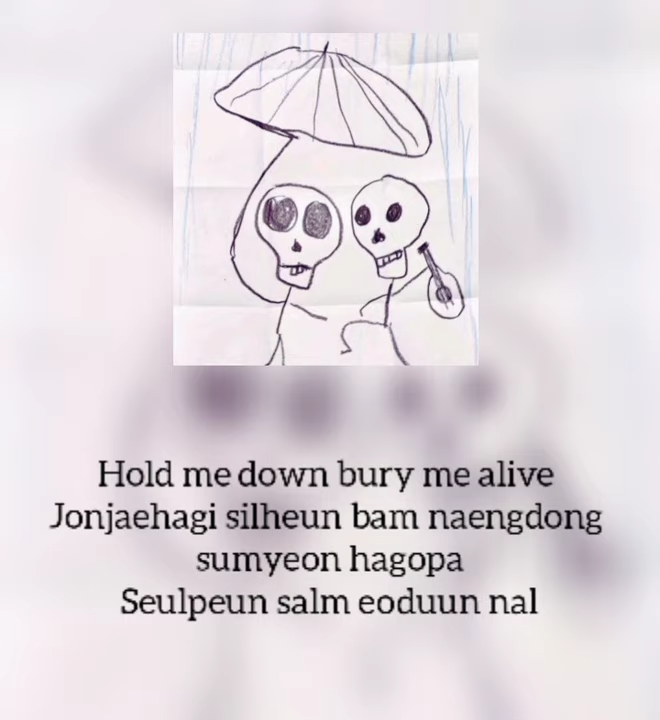 Hold me down bury me alive
Jonjaehagi silheun bam naengdong
sumyeon hagopa
Seulpeun salm eoduun nal